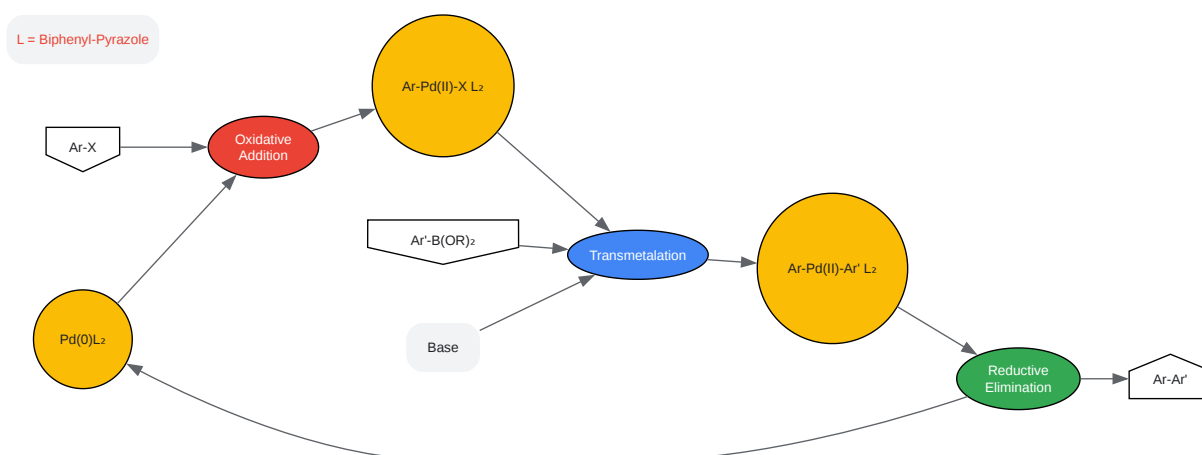 L = Biphenyl-Pyrazole
Ar-Pd(II)-X L₂
Oxidative
Addition
Ar-X
Ar'-B(OR)₂
Transmetalation
Ar-Pd(II)-Ar' L₂
Pd(0)L₂
Base
Reductive
Elimination
Ar-Ar'